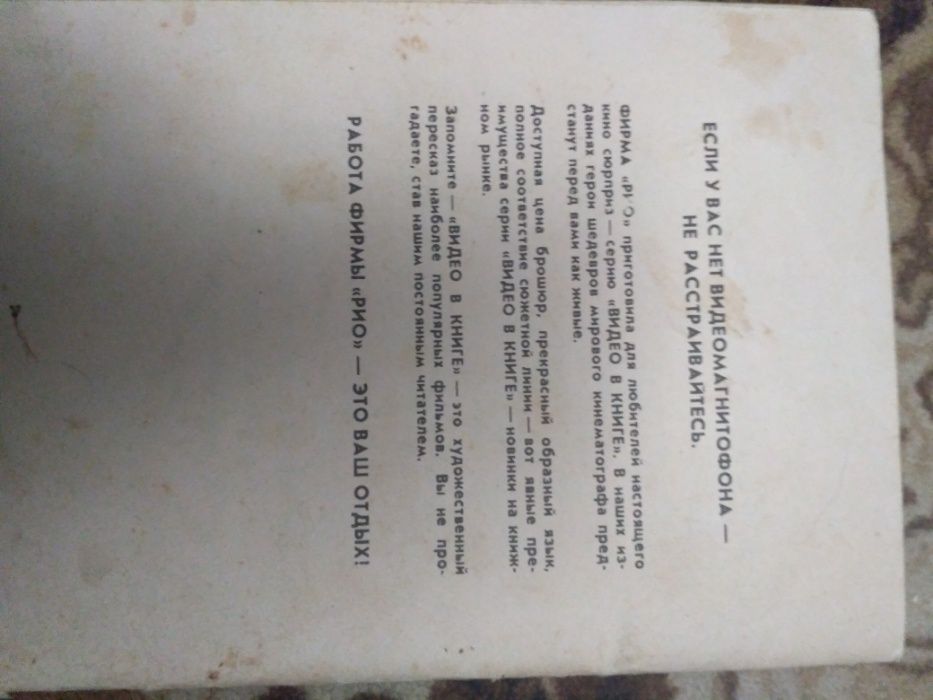 ЕСЛИ У ВАС НЕТ ВИДЕОМАГНИТОФОНА —
НЕ РАССТРАИВАЙТЕСЬ.
ФИРМА «РИО» приготовила для любителей настоящего
кино сюрприз — серию «ВИДЕО В КНИГЕ». В наших из-
даниях герои шедевров мирового кинематографа пред-
станут перед вами как живые.
Доступная цена брошюр, прекрасный образный язык,
полное соответствие сюжетной линии — вот явные пре-
имущества серии «ВИДЕО В КНИГЕ» — новинки на книж-
ном рынке.
Запомните — «ВИДЕО В КНИГЕ» — это художественный
пересказ наиболее популярных фильмов. Вы не про-
гадаете, став нашим постоянным читателем.
РАБОТА ФИРМЫ «РИО» — ЭТО ВАШ ОТДЫХ!